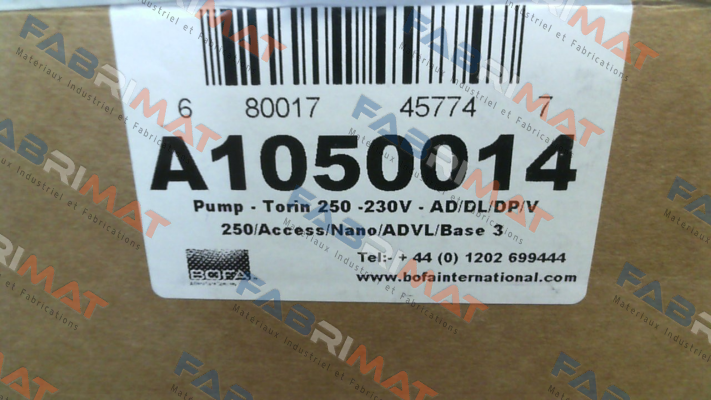 6 80017 45774 7
A1050014
Pump - Torin 250 -230V - AD/DL/DP/V
250/Access/Nano/ADVL/Base 3
BOFA
Tel:- + 44 (0) 1202 699444
www.bofainternational.com
FABRIMAT
Materiaux Industriel et Fabrications